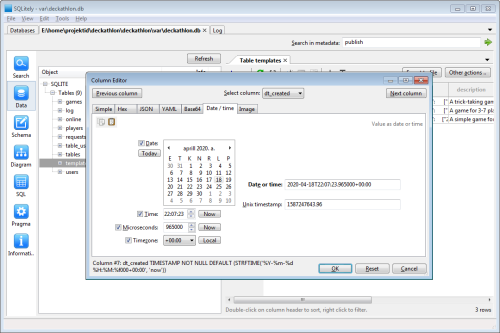 SQLitely - var\deckathlon.db
File View Edit Tools Help
Databases E:\home\projektid\deckathlon\deckathlon\var\deckathlon.db Log
Search in metadata: publish
Refresh Table templates
Search
Data
Schema
Diagram
SQL
Pragma
Informati...
Object
SQLITE
Tables (9)
games
log
online
players
requests
tables
templates
users
Other actions ..
description
A trick-taking gam
A game for 3-7 pla
A simple game fo
Column Editor
Previous column Select column: dt_created Next column
Simple Hex JSON YAML Base64 Date / time Image
Value as date or time
Date:
Today
aprill 2020. a.
E T K N R L P
30 31 1 2 3 4 5
6 7 8 9 10 11 12
13 14 15 16 17 18 19
20 21 22 23 24 25 26
27 28 29 30 1 2 3
4 5 6 7 8 9 10
Date or time: 2020-04-18T22:07:23.965000+00:00
Unix timestamp: 1587247643.96
Time: 22:07:23 Now
Microseconds: 965000 Now
Timezone: +00:00 Local
Column #7: dt_created TIMESTAMP NOT NULL DEFAULT (STRFTIME('%Y-%m-%d
%H:%M:%f000+00:00', 'now'))
OK Reset Cancel
Double-click on column header to sort, right click to filter. 3 rows